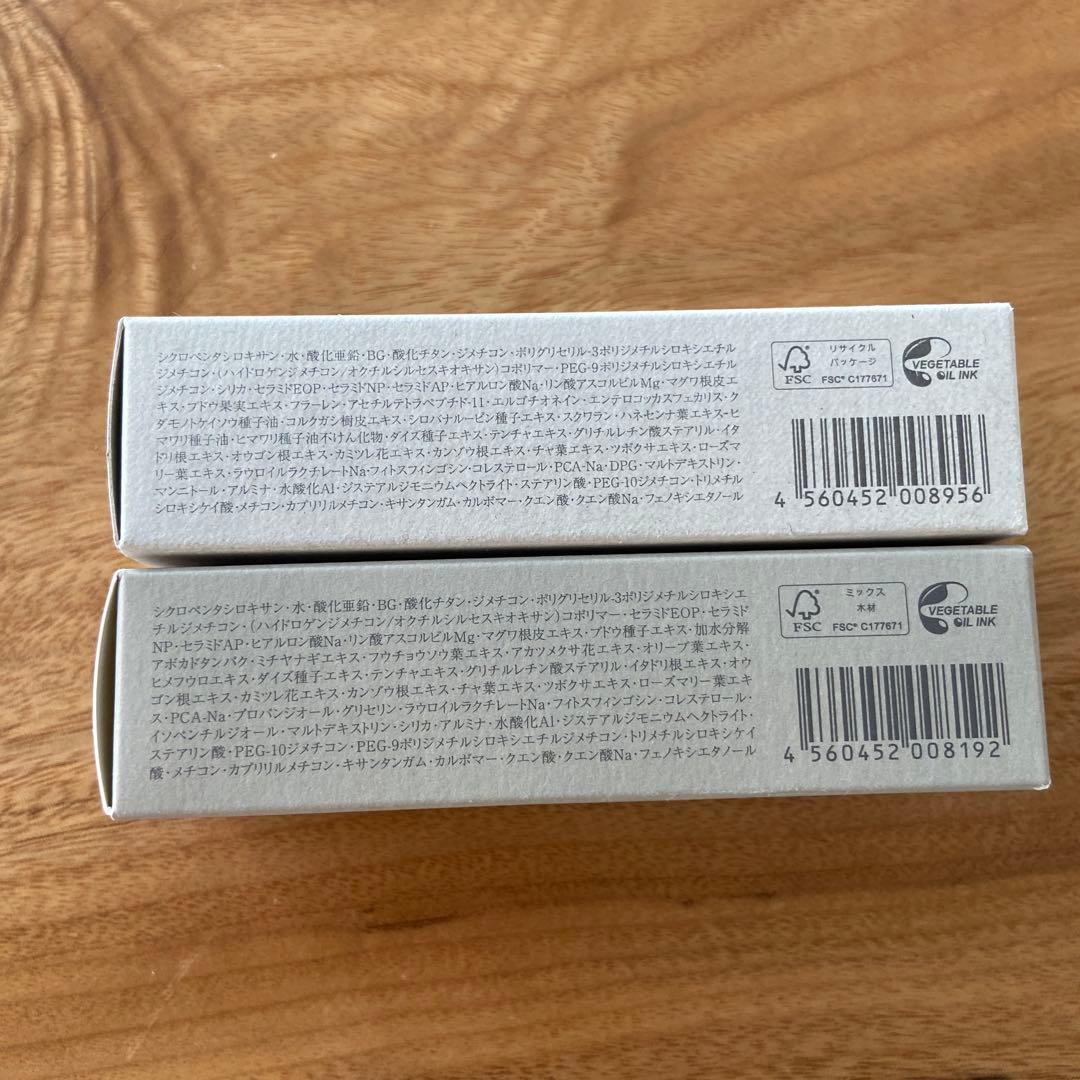 シクロペンタシロキサン・水・酸化亜鉛・BG・酸化チタン・ジメチコン・ポリグリセリル-3ポリジメチルシロキシエチル
ジメチコン・(ハイドロゲンジメチコン/オクチルシルセスキオキサン)コポリマー・PEG-9ポリジメチルシロキシエチル
ジメチコン・シリカ・セラミドEOP・セラミドNP・セラミドAP・ヒアルロン酸Na・リン酸アスコルビルMg・マグワ根皮エ
キス・ブドウ果実エキス・フラーレン・アセチルテトラペプチド-11・エルゴチオネイン・エンテロコッカスフェカリス・ク
ダモノトケイソウ種子油・コルクガシ樹皮エキス・シロバナルーピン種子エキス・スクワラン・ハネセンナ葉エキス・ヒ
マワリ種子油・ヒマワリ種子油不けん化物・ダイズ種子エキス・テンチャエキス・グリチルレチン酸ステアリル・イタ
ドリ根エキス・オウゴン根エキス・カミツレ花エキス・カンゾウ根エキス・チャ葉エキス・ツボクサエキス・ローズマ
リー葉エキス・ラウロイルラクチレートNa・フィトスフィンゴシン・コレステロール・PCA-Na・DPG・マルトデキストリン・
マンニトール・アルミナ・水酸化Al・ジステアルジモニウムヘクトライト・ステアリン酸・PEG-10ジメチコン・トリメチル
シロキシケイ酸・メチコン・カプリリルメチコン・キサンタンガム・カルボマー・クエン酸・クエン酸Na・フェノキシエタノール
FSC
リサイクル
パッケージ
FSC® C177671
VEGETABLE
OIL INK
4 560452 008956
シクロペンタシロキサン・水・酸化亜鉛・BG・酸化チタン・ジメチコン・ポリグリセリル-3ポリジメチルシロキシエ
チルジメチコン・(ハイドロゲンジメチコン/オクチルシルセスキオキサン)コポリマー・セラミドEOP・セラミド
NP・セラミドAP・ヒアルロン酸Na・リン酸アスコルビルMg・マグワ根皮エキス・ブドウ種子エキス・加水分解
アボカドタンパク・ミチヤナギエキス・フウチョウソウ葉エキス・アカツメクサ花エキス・オリーブ葉エキス・
ヒメフウロエキス・ダイズ種子エキス・テンチャエキス・グリチルレチン酸ステアリル・イタドリ根エキス・オウ
ゴン根エキス・カミツレ花エキス・カンゾウ根エキス・チャ葉エキス・ツボクサエキス・ローズマリー葉エキ
ス・PCA-Na・プロパンジオール・グリセリン・ラウロイルラクチレートNa・フィトスフィンゴシン・コレステロール・
イソペンチルジオール・マルトデキストリン・シリカ・アルミナ・水酸化Al・ジステアルジモニウムヘクトライト・
ステアリン酸・PEG-10ジメチコン・PEG-9ポリジメチルシロキシエチルジメチコン・トリメチルシロキシケイ
酸・メチコン・カプリリルメチコン・キサンタンガム・カルボマー・クエン酸・クエン酸Na・フェノキシエタノール
FSC
ミックス
木材
FSC® C177671
VEGETABLE
OIL INK
4 560452 008192